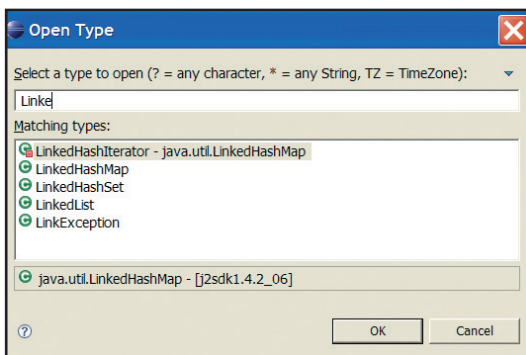 Open Type
Select a type to open (? = any character, * = any String, TZ = TimeZone):
Linke
Matching types:
LinkedHashIterator - java.util.LinkedHashMap
LinkedHashMap
LinkedHashSet
LinkedList
LinkException
java.util.LinkedHashMap - [j2sdk1.4.2_06]
OK
Cancel